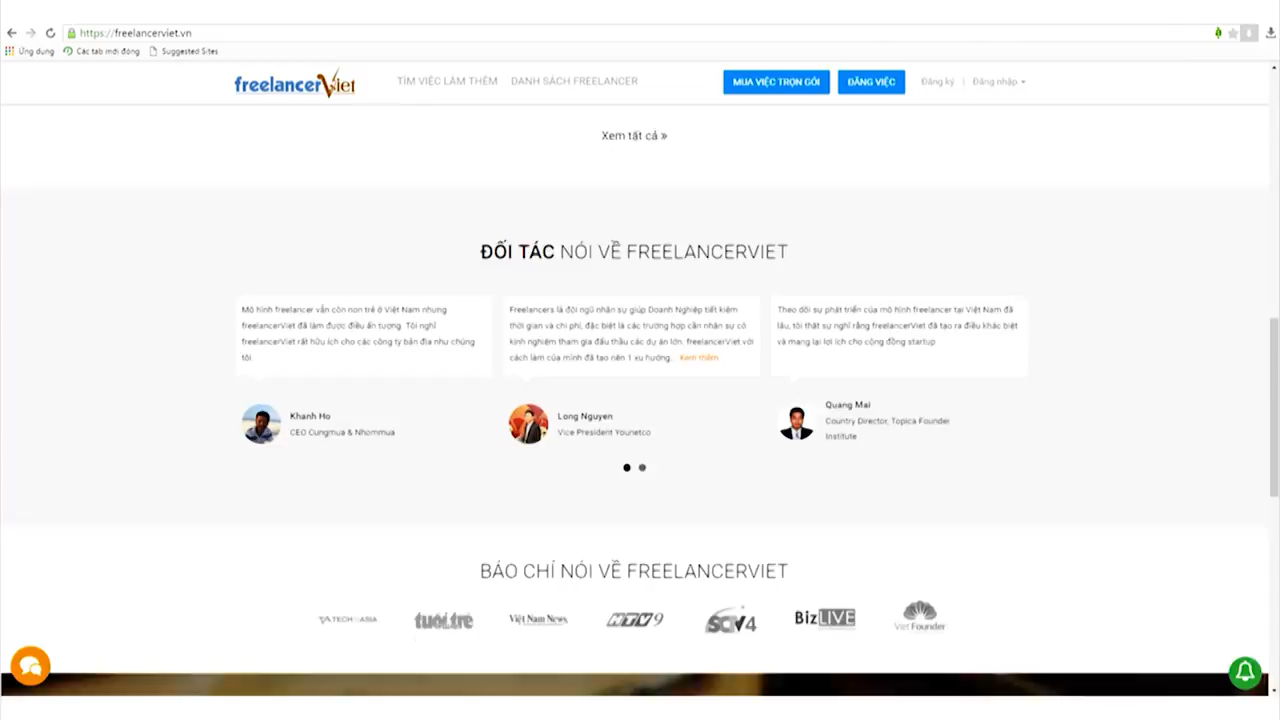 https://freelancerviet.vn
Ứng dụng Các tab mới đóng Suggested Sites
freelancerViet TÌM VIỆC LÀM THÊM DANH SÁCH FREELANCER MUA VIỆC TRỌN GÓI ĐĂNG VIỆC Đăng ký | Đăng nhập
Xem tất cả »
ĐỐI TÁC NÓI VỀ FREELANCERVIET
Mô hình freelancer vẫn còn non trẻ ở Việt Nam nhưng
freelancerViet đã làm được điều ấn tượng. Tôi nghĩ
freelancerViet rất hữu ích cho các công ty bản địa như chúng
tôi.
Khanh Ho
CEO Cungmua & Nhommua
Freelancers là đội ngũ nhân sự giúp Doanh Nghiệp tiết kiệm
thời gian và chi phí, đặc biệt là các trường hợp cần nhân sự có
kinh nghiệm tham gia đấu thầu các dự án lớn. freelancerViet với
cách làm của mình đã tạo nên 1 xu hướng... Xem thêm
Long Nguyen
Vice President Younetco
Theo dõi sự phát triển của mô hình freelancer tại Việt Nam đã
lâu, tôi thật sự nghĩ rằng freelancerViet đã tạo ra điều khác biệt
và mang lại lợi ích cho cộng đồng startup
Quang Mai
Country Director, Topica Founder
Institute
BÁO CHÍ NÓI VỀ FREELANCERVIET
TECH IN ASIA tuổi trẻ Việt Nam News HTV9 SCTV4 BizLIVE Viet Founder